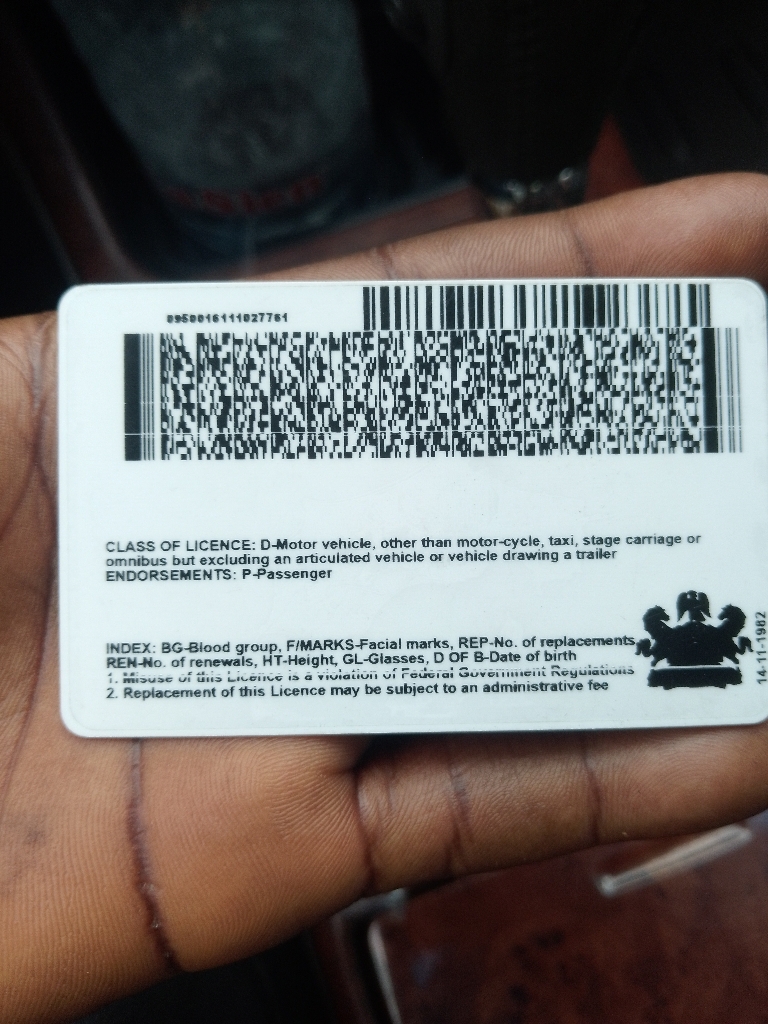 095016111027761
CLASS OF LICENCE: D-Motor vehicle, other than motor-cycle, taxi, stage carriage or
omnibus but excluding an articulated vehicle or vehicle drawing a trailer
ENDORSEMENTS: P-Passenger
INDEX: BG-Blood group, F/MARKS-Facial marks, REP-No. of replacements
REN-No. of renewals, HT-Height, GL-Glasses, D OF B-Date of birth
1. Misuse of this Licence is a violation of Federal Government Regulations
2. Replacement of this Licence may be subject to an administrative fee
14-11-1982